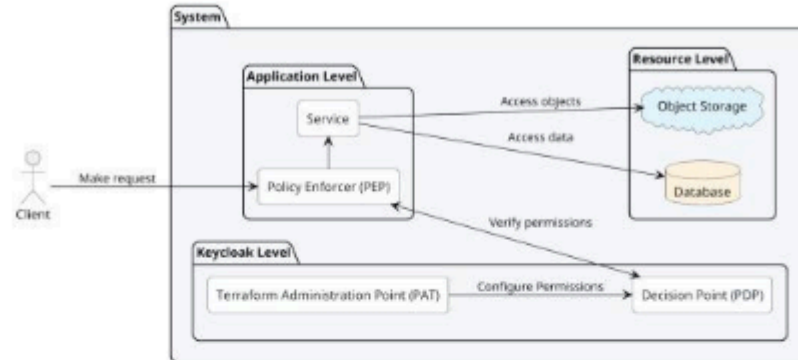 System
Application Level
Resource Level
Service
Access objects
Object Storage
Access data
Make request
Policy Enforcer (PEP)
Database
Client
Verify permissions
Keycloak Level
Terraform Administration Point (PAT)
Configure Permissions
Decision Point (PDP)